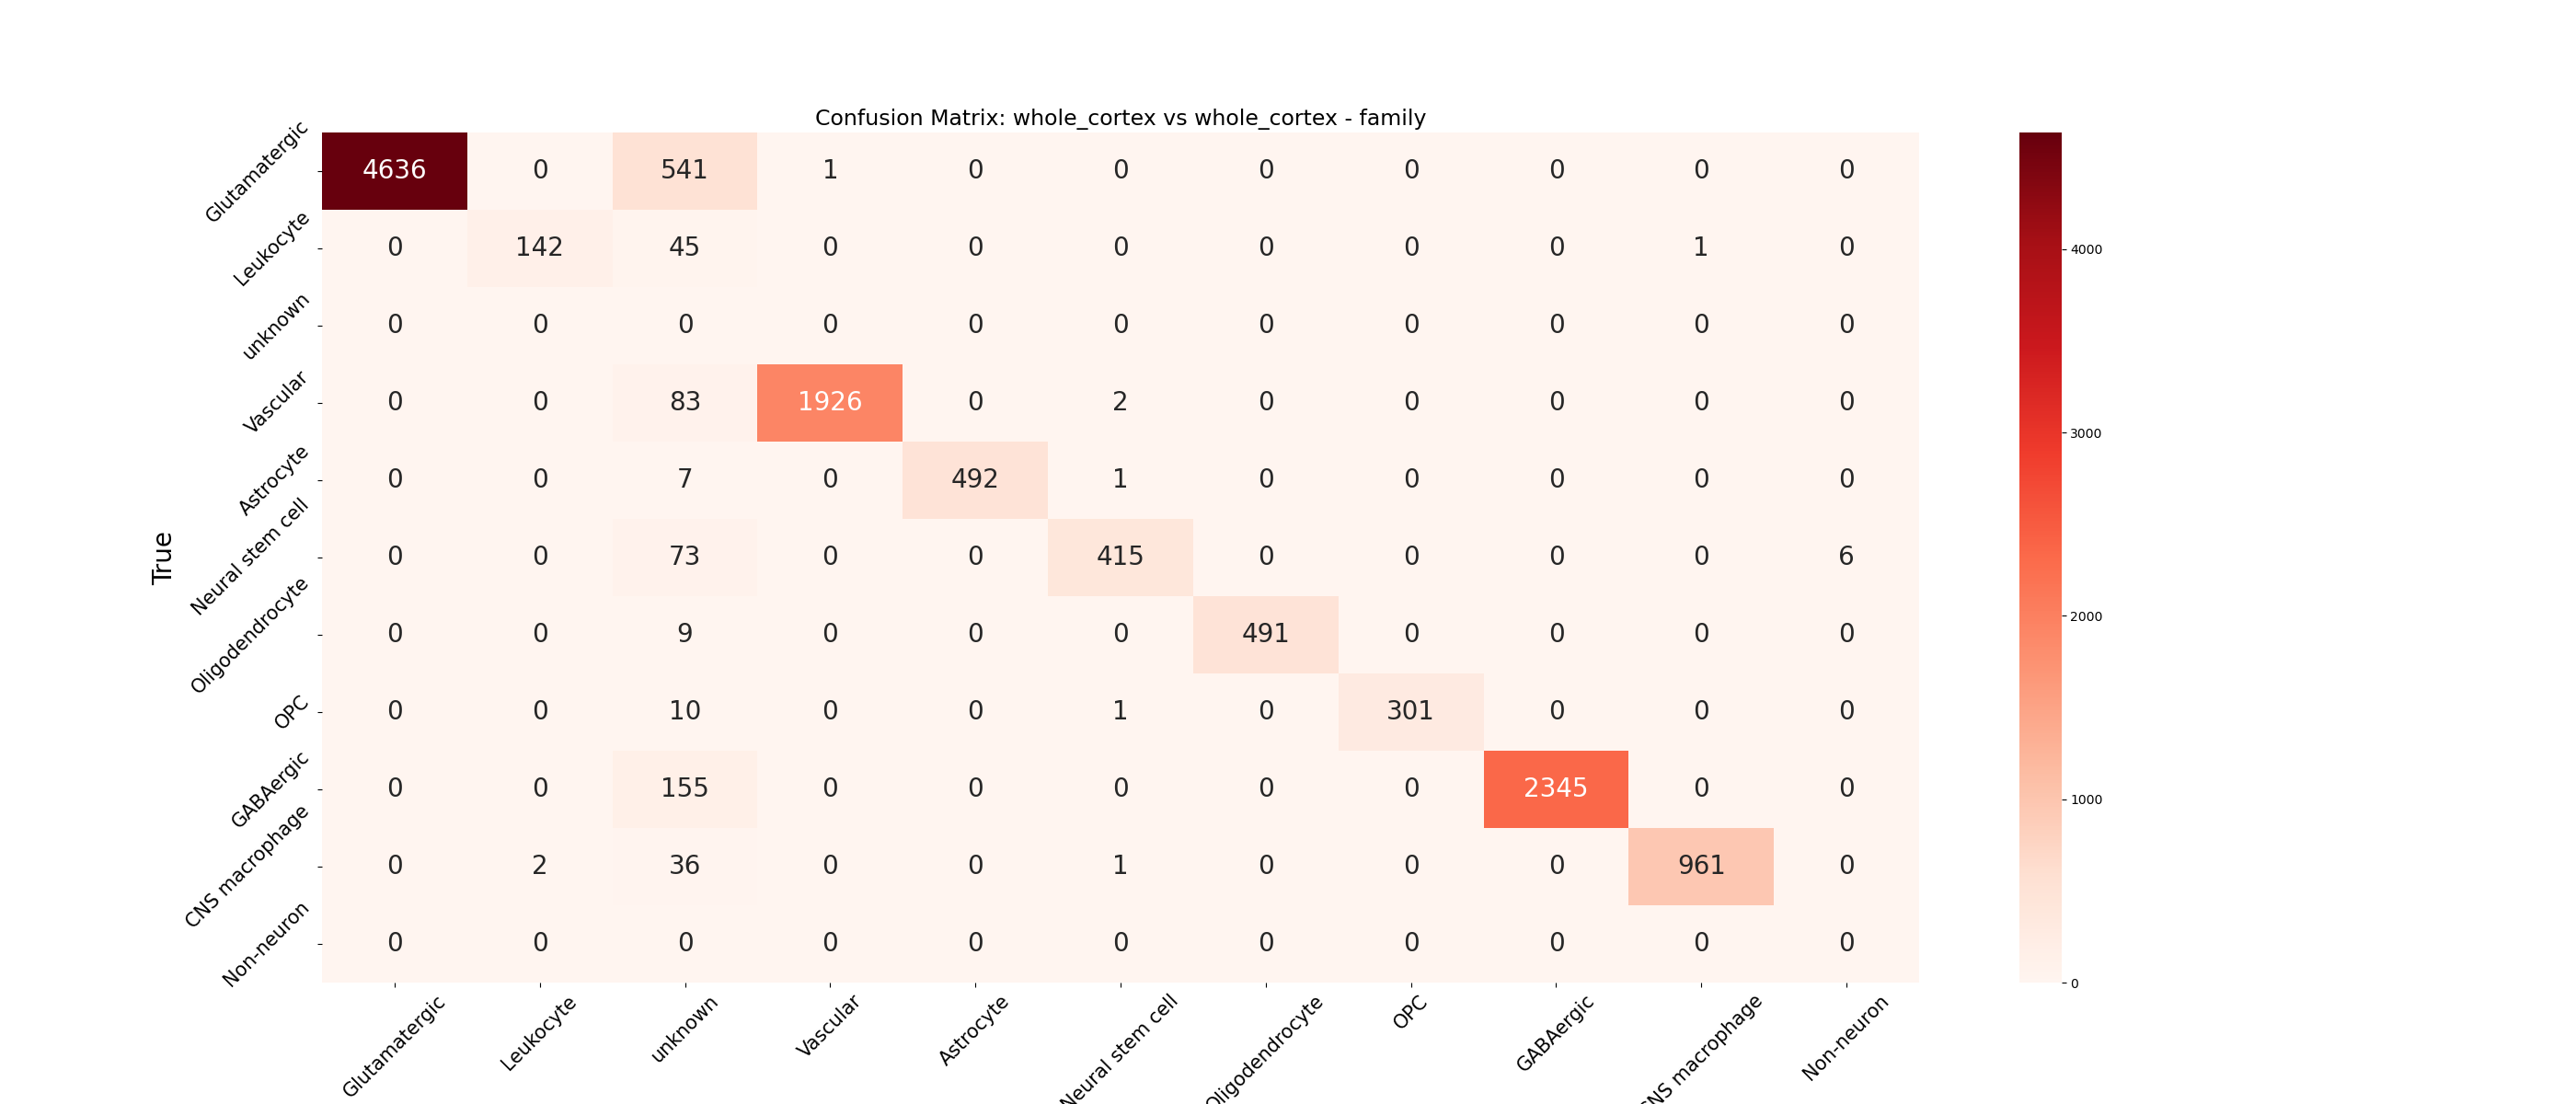 Confusion Matrix: whole_cortex vs whole_cortex - family
True
Glutamatergic 4636 0 541 1 0 0 0 0 0 0 0
Leukocyte 0 142 45 0 0 0 0 0 0 1 0
unknown 0 0 0 0 0 0 0 0 0 0 0
Vascular 0 0 83 1926 0 2 0 0 0 0 0
Astrocyte 0 0 7 0 492 1 0 0 0 0 0
Neural stem cell 0 0 73 0 0 415 0 0 0 0 6
Oligodendrocyte 0 0 9 0 0 0 491 0 0 0 0
OPC 0 0 10 0 0 1 0 301 0 0 0
GABAergic 0 0 155 0 0 0 0 0 2345 0 0
CNS macrophage 0 2 36 0 0 1 0 0 0 961 0
Non-neuron 0 0 0 0 0 0 0 0 0 0 0
Glutamatergic Leukocyte unknown Vascular Astrocyte Neural stem cell Oligodendrocyte OPC GABAergic CNS macrophage Non-neuron
4000
3000
2000
1000
0